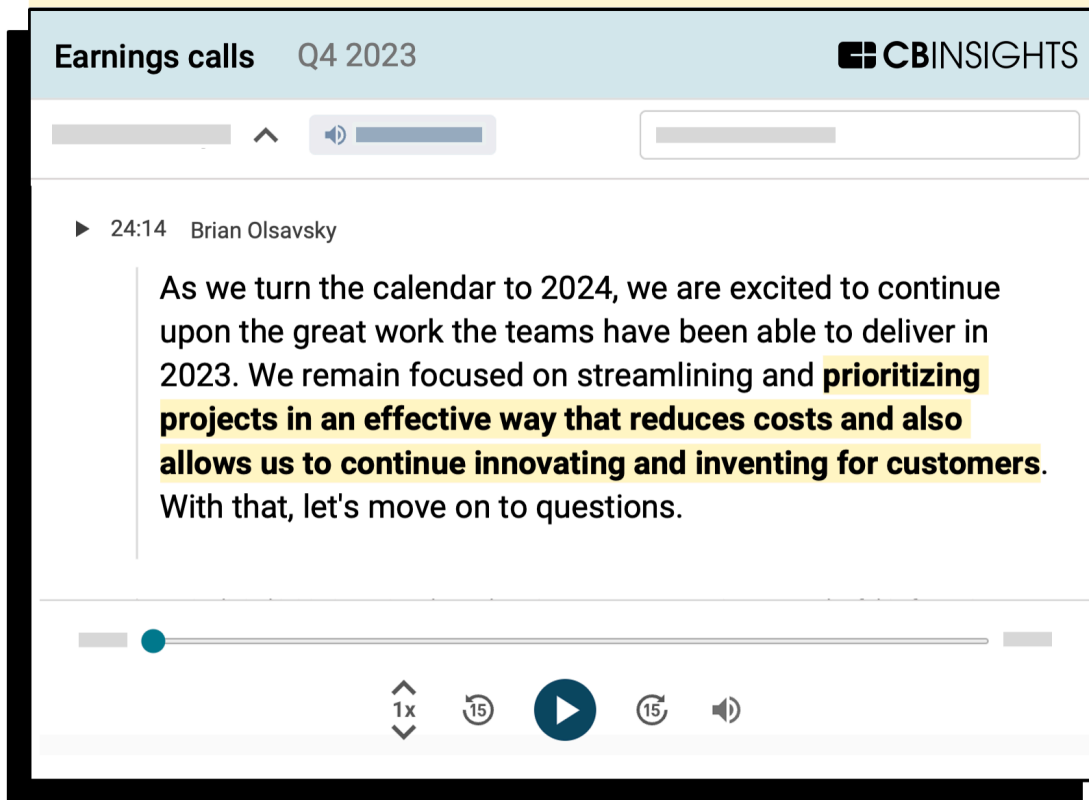 Earnings calls Q4 2023 CBINSIGHTS
24:14 Brian Olsavsky
As we turn the calendar to 2024, we are excited to continue
upon the great work the teams have been able to deliver in
2023. We remain focused on streamlining and prioritizing
projects in an effective way that reduces costs and also
allows us to continue innovating and inventing for customers.
With that, let's move on to questions.
1x 15 15